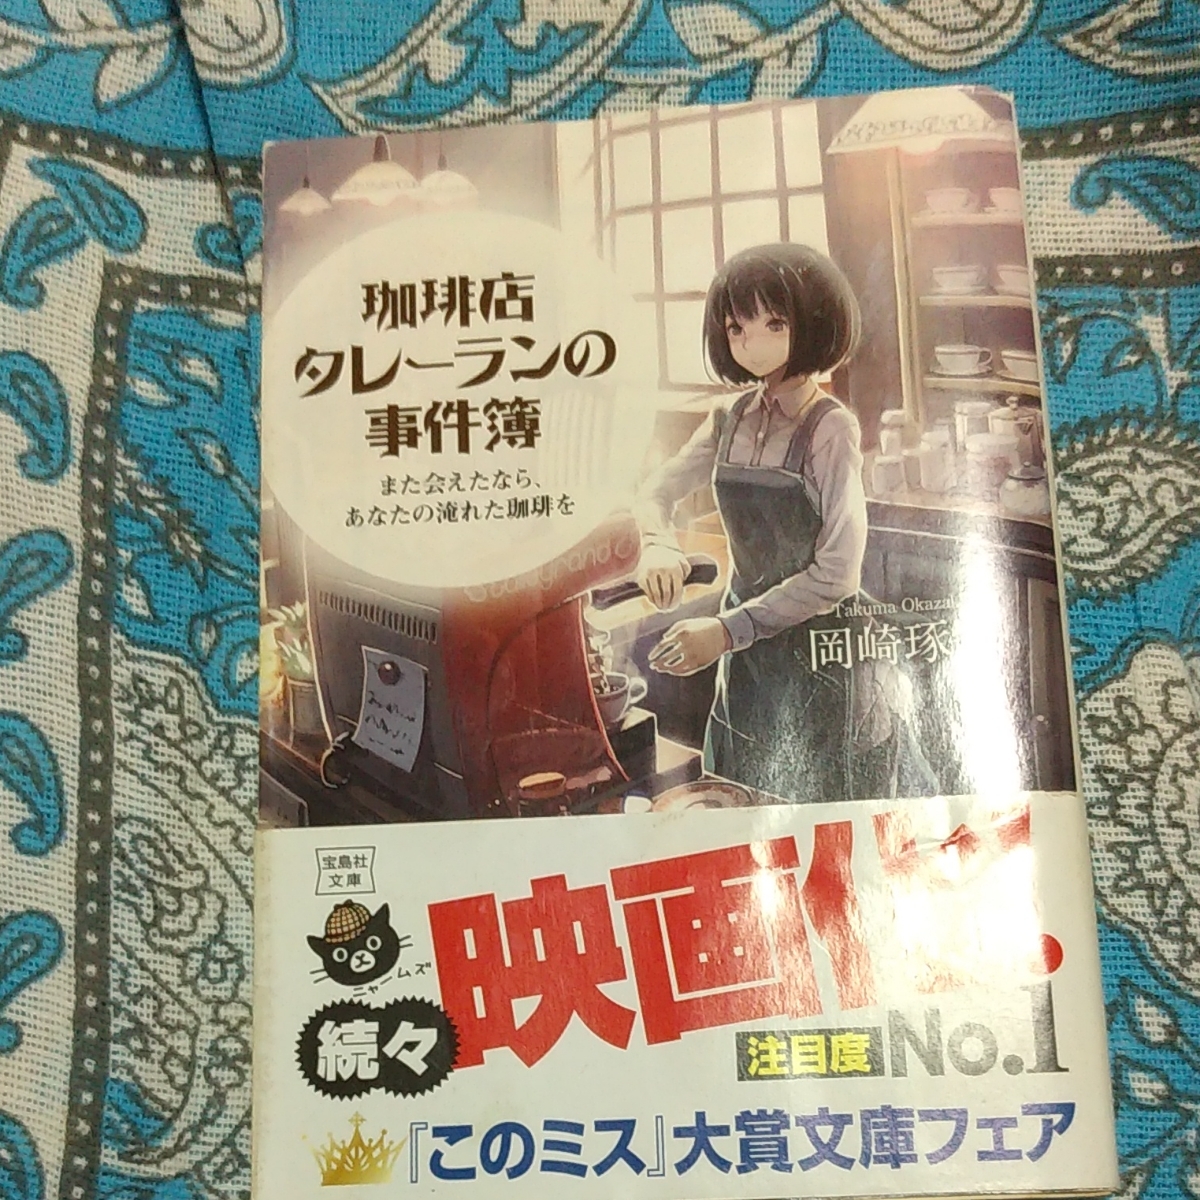 珈琲店
タレーランの
事件簿
また会えたなら、
あなたの淹れた珈琲を
Takuma
岡崎琢
宝島社
文庫
ニャームズ
続々
映画化
注目度 No.1
『このミス』大賞文庫フェア